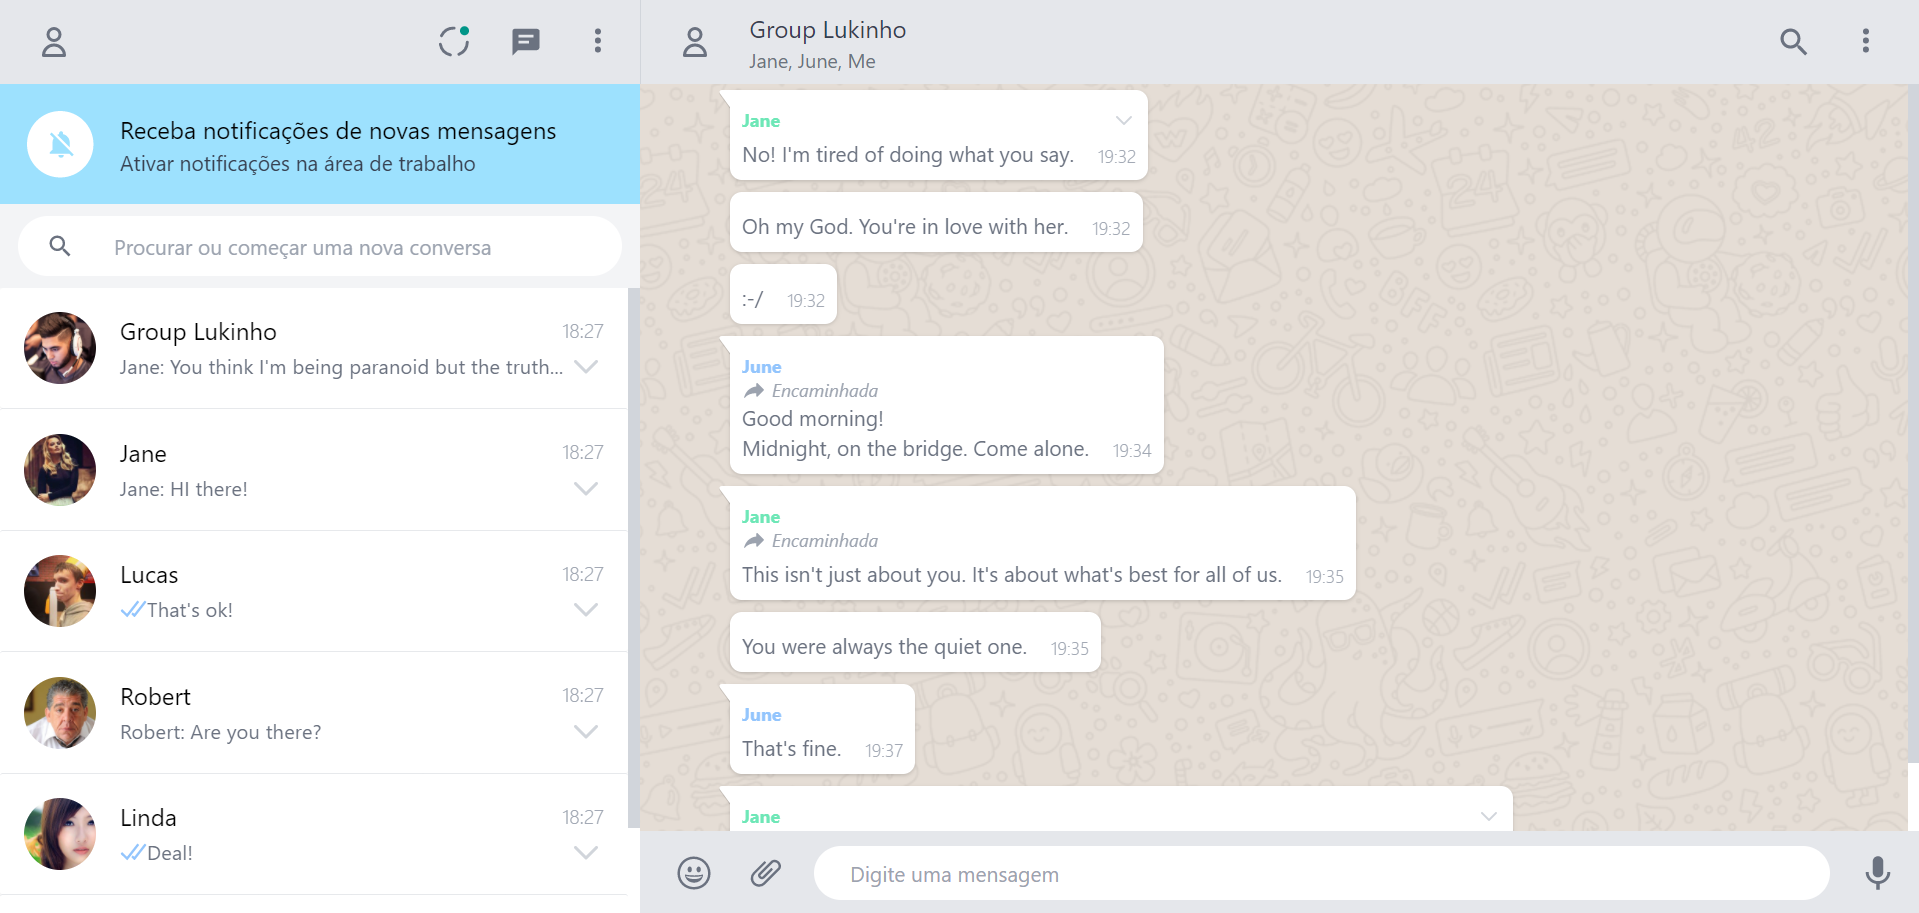 Group Lukinho
Jane, June, Me
Receba notificações de novas mensagens
Ativar notificações na área de trabalho
Procurar ou começar uma nova conversa
Group Lukinho 18:27
Jane: You think I'm being paranoid but the truth...
Jane 18:27
Jane: HI there!
Lucas 18:27
That's ok!
Robert 18:27
Robert: Are you there?
Linda 18:27
Deal!
Jane
No! I'm tired of doing what you say. 19:32
Oh my God. You're in love with her. 19:32
:-/ 19:32
June
Encaminhada
Good morning!
Midnight, on the bridge. Come alone. 19:34
Jane
Encaminhada
This isn't just about you. It's about what's best for all of us. 19:35
You were always the quiet one. 19:35
June
That's fine. 19:37
Jane
Digite uma mensagem